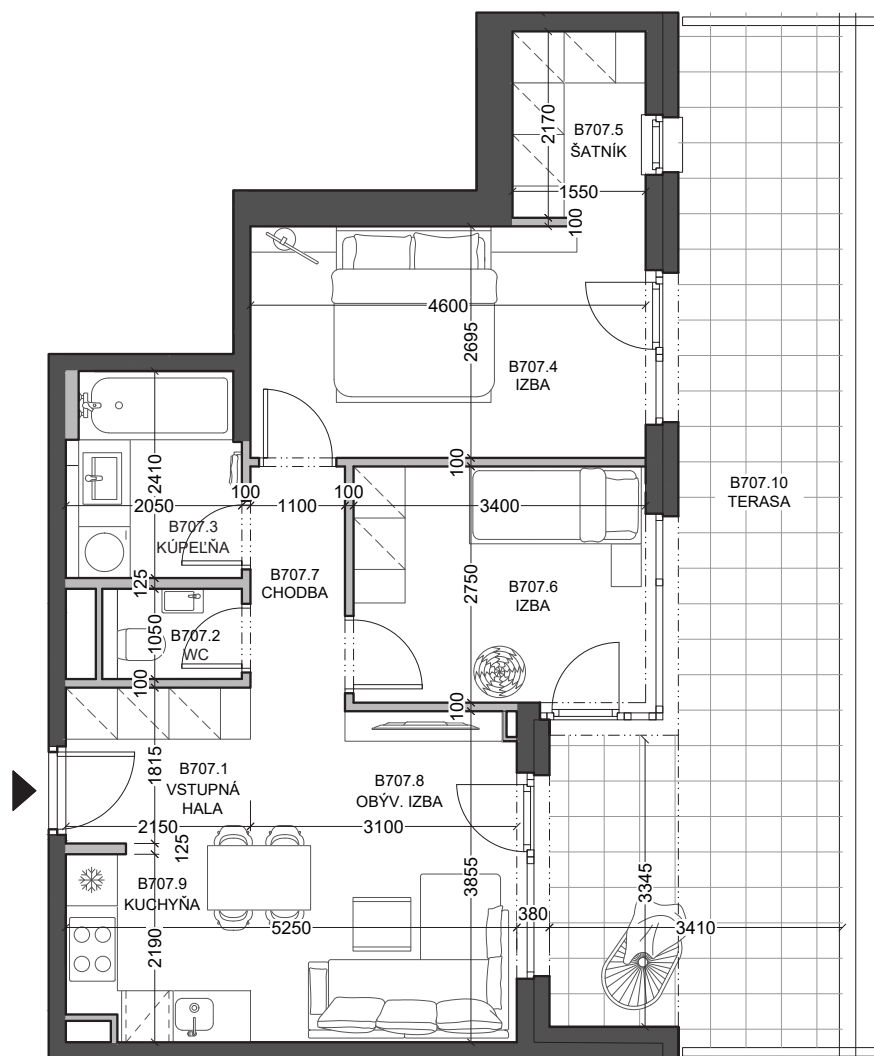 2170
B707.5
ŠATNÍK
1550
100
4600
2695
B707.4
IZBA
2410
2050
100
1100
100
100
3400
B707.3
KÚPEĽŇA
B707.10
TERASA
125
B707.7
CHODBA
2750
B707.6
IZBA
1050
B707.2
WC
100
100
1815
B707.1
VSTUPNÁ
HALA
B707.8
OBÝV. IZBA
2150
3100
125
B707.9
KUCHYŇA
3855
3345
2190
5250
380
3410